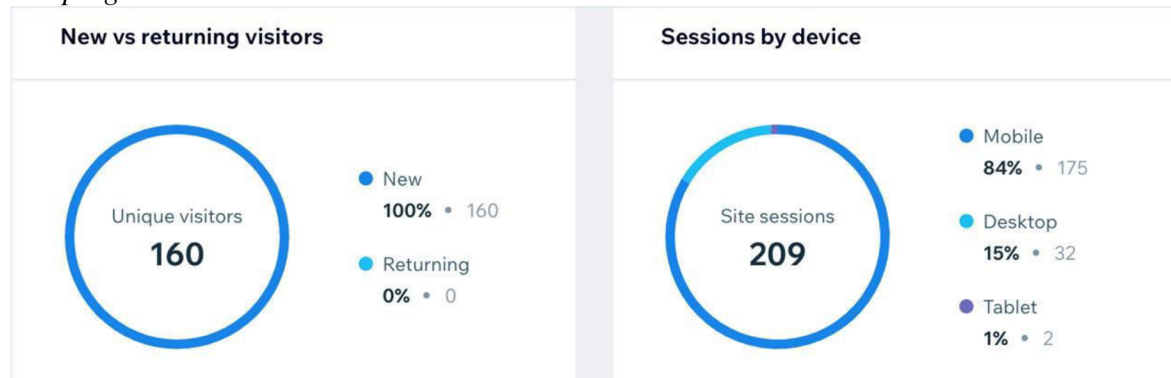 New vs returning visitors
Unique visitors
160
New
100% • 160
Returning
0% • 0
Sessions by device
Site sessions
209
Mobile
84% • 175
Desktop
15% • 32
Tablet
1% • 2